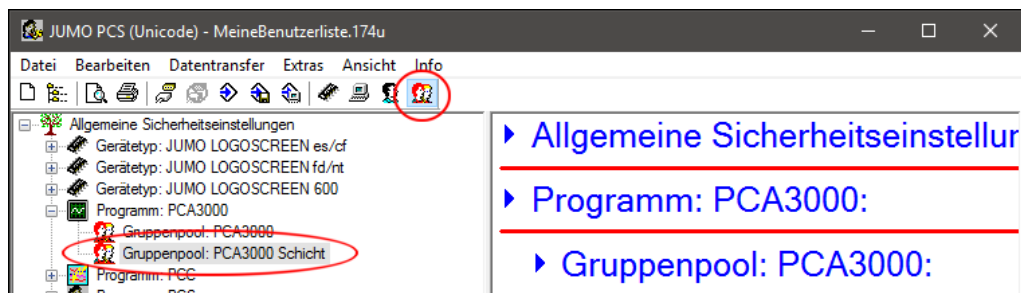 JUMO PCS (Unicode) - MeineBenutzerliste.174u
Datei Bearbeiten Datentransfer Extras Ansicht Info
Allgemeine Sicherheitseinstellungen
Gerätetyp: JUMO LOGOSCREEN es/cf
Gerätetyp: JUMO LOGOSCREEN fd/nt
Gerätetyp: JUMO LOGOSCREEN 600
Programm: PCA3000
Gruppenpool: PCA3000
Gruppenpool: PCA3000 Schicht
Programm: PCC
Allgemeine Sicherheitseinstellur
Programm: PCA3000:
Gruppenpool: PCA3000: